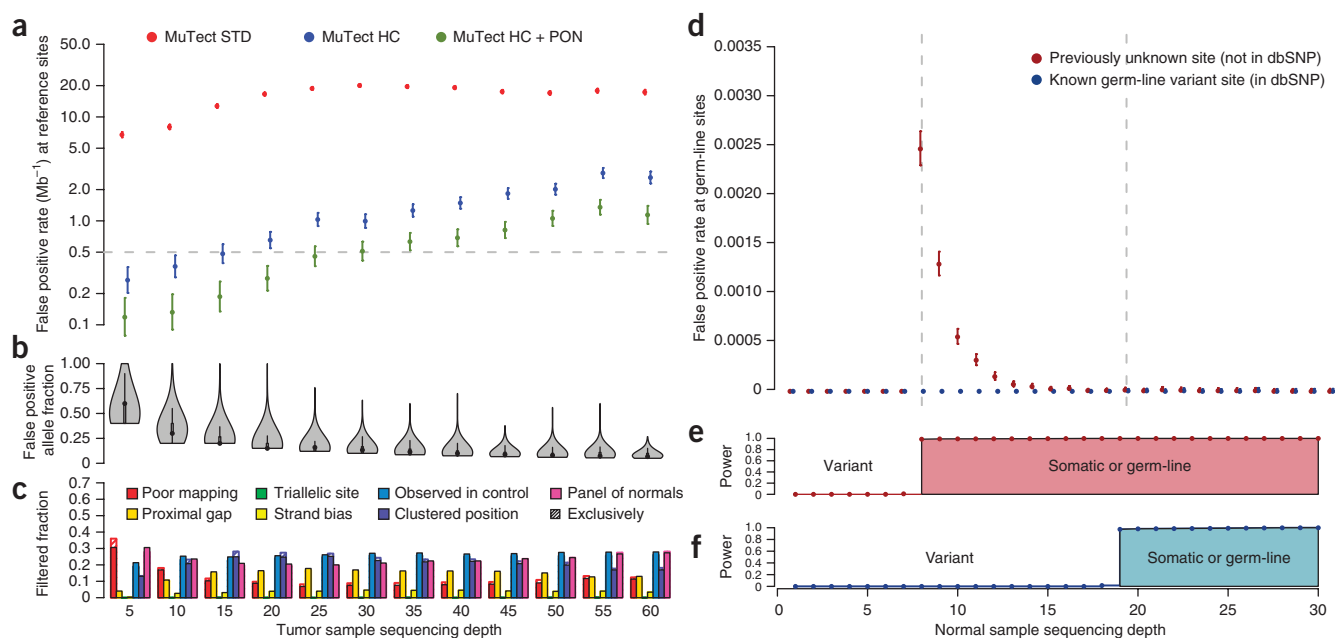 a
MuTect STD
MuTect HC
MuTect HC + PON
False positive rate (Mb⁻¹) at reference sites
50.0
20.0
10.0
5.0
2.0
1.0
0.5
0.2
0.1
b
False positive
allele fraction
1.00
0.75
0.50
0.25
0
c
Filtered fraction
0.7
0.6
0.5
0.4
0.3
0.2
0.1
0
Poor mapping
Triallelic site
Observed in control
Panel of normals
Proximal gap
Strand bias
Clustered position
Exclusively
5 10 15 20 25 30 35 40 45 50 55 60
Tumor sample sequencing depth
d
False positive rate at germ-line sites
0.0035
0.0030
0.0025
0.0020
0.0015
0.0010
0.0005
0
Previously unknown site (not in dbSNP)
Known germ-line variant site (in dbSNP)
e
Power
1.0
0.8
0.6
0.4
0.2
0
Variant
Somatic or germ-line
f
Power
1.0
0.8
0.6
0.4
0.2
0
Variant
Somatic or germ-line
0 5 10 15 20 25 30
Normal sample sequencing depth